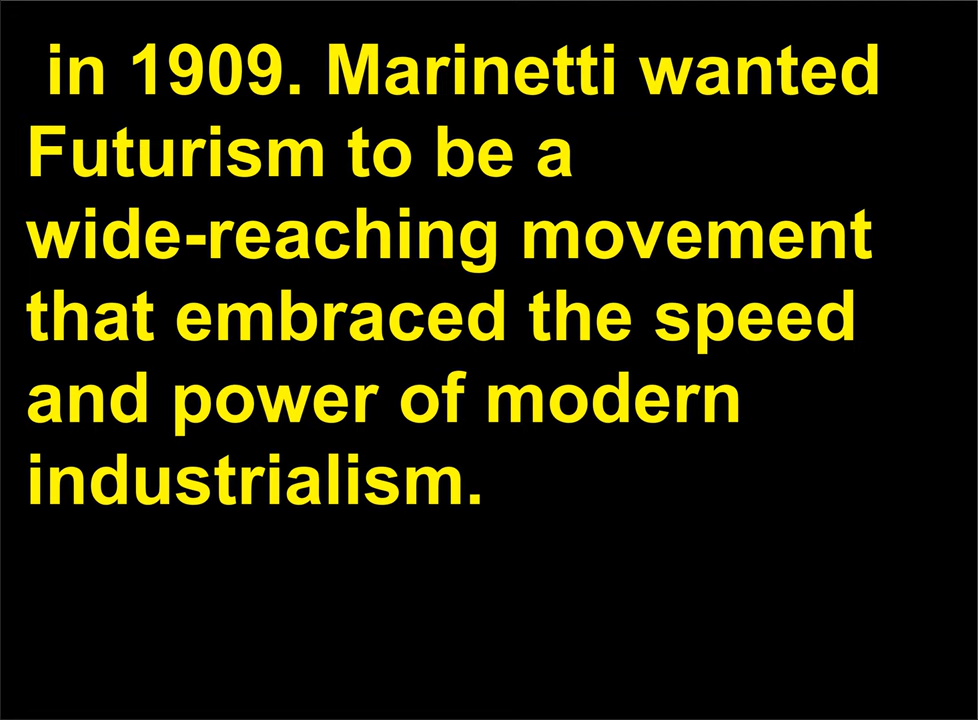 in 1909. Marinetti wanted
Futurism to be a
wide-reaching movement
that embraced the speed
and power of modern
industrialism.